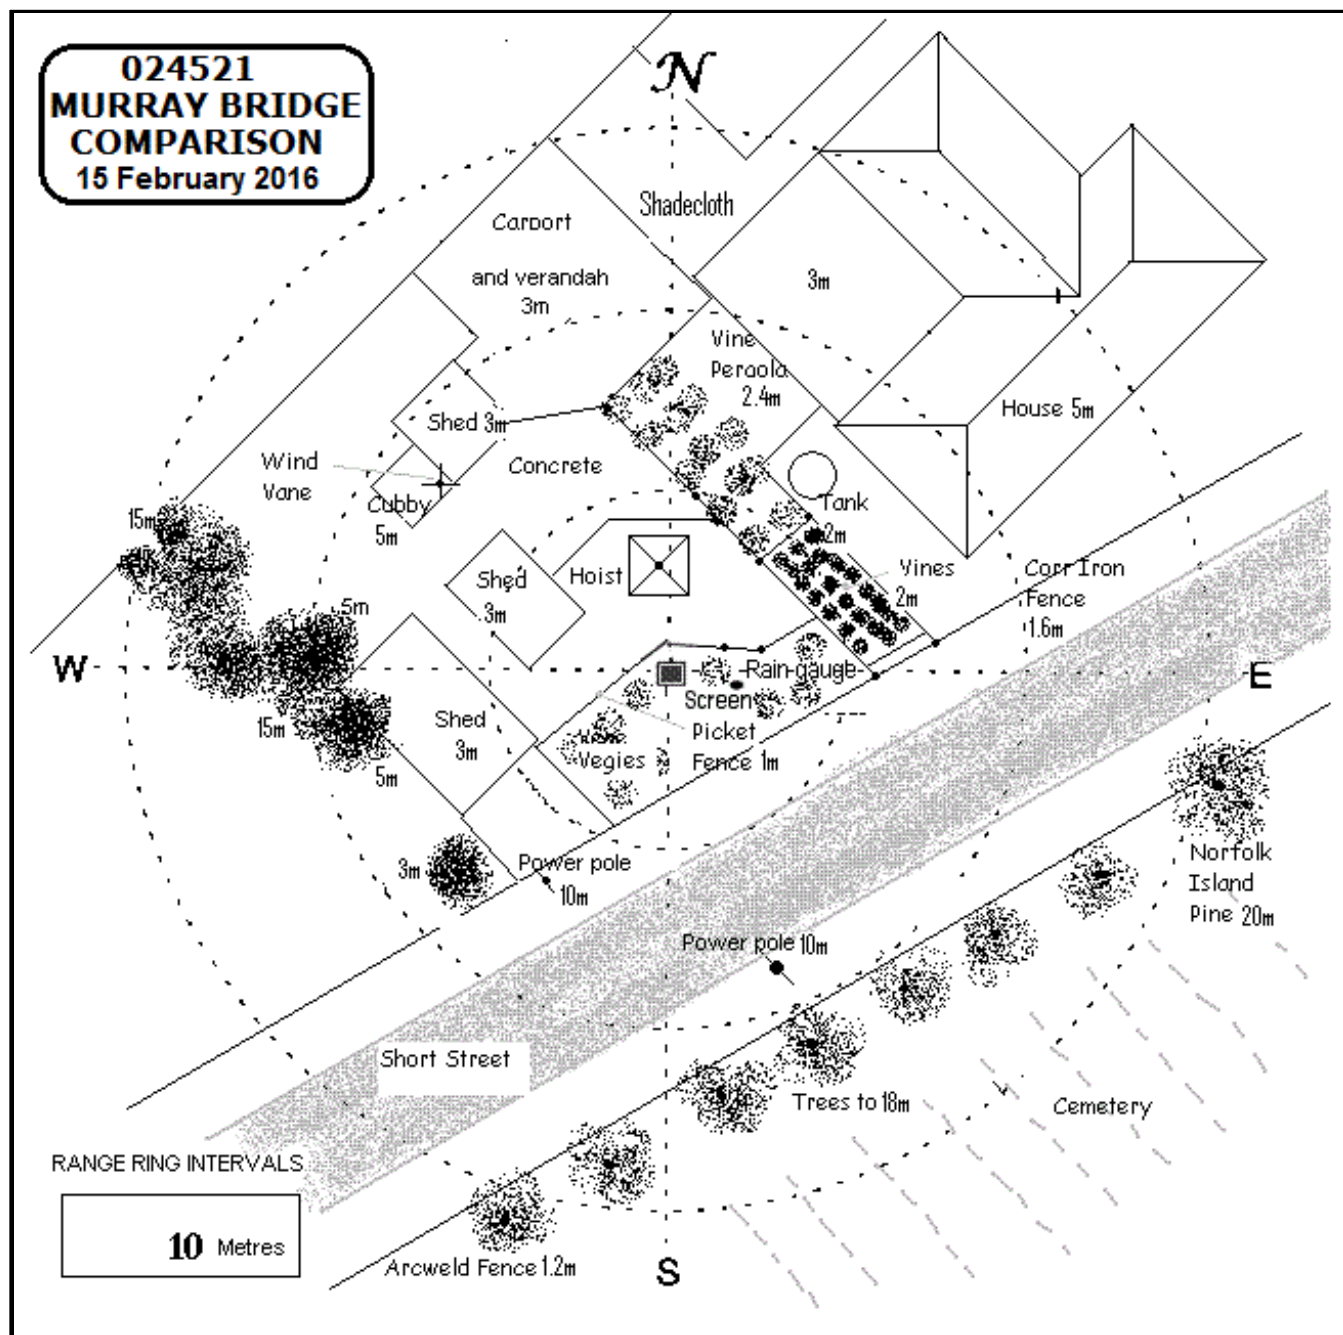 024521
MURRAY BRIDGE
COMPARISON
15 February 2016
N
Shadecloth
Carport
and verandah
3m
3m
Vine
Peraola
2.4m
House 5m
Shed 3m
Wind
Vane
Concrete
Cubby
5m
Tank
2m
15m
Shed
3m
Hoist
Vines
2m
Corr Iron
Fence
1.6m
5m
W
Rain-gauge
E
Screen
Shed
3m
Picket
Fence 1m
15m
Vegies
5m
3m
Power pole
10m
Norfolk
Island
Pine 20m
Power pole 10m
Short Street
Trees to 18m
Cemetery
RANGE RING INTERVALS
10 Metres
Arcweld Fence 1.2m
S